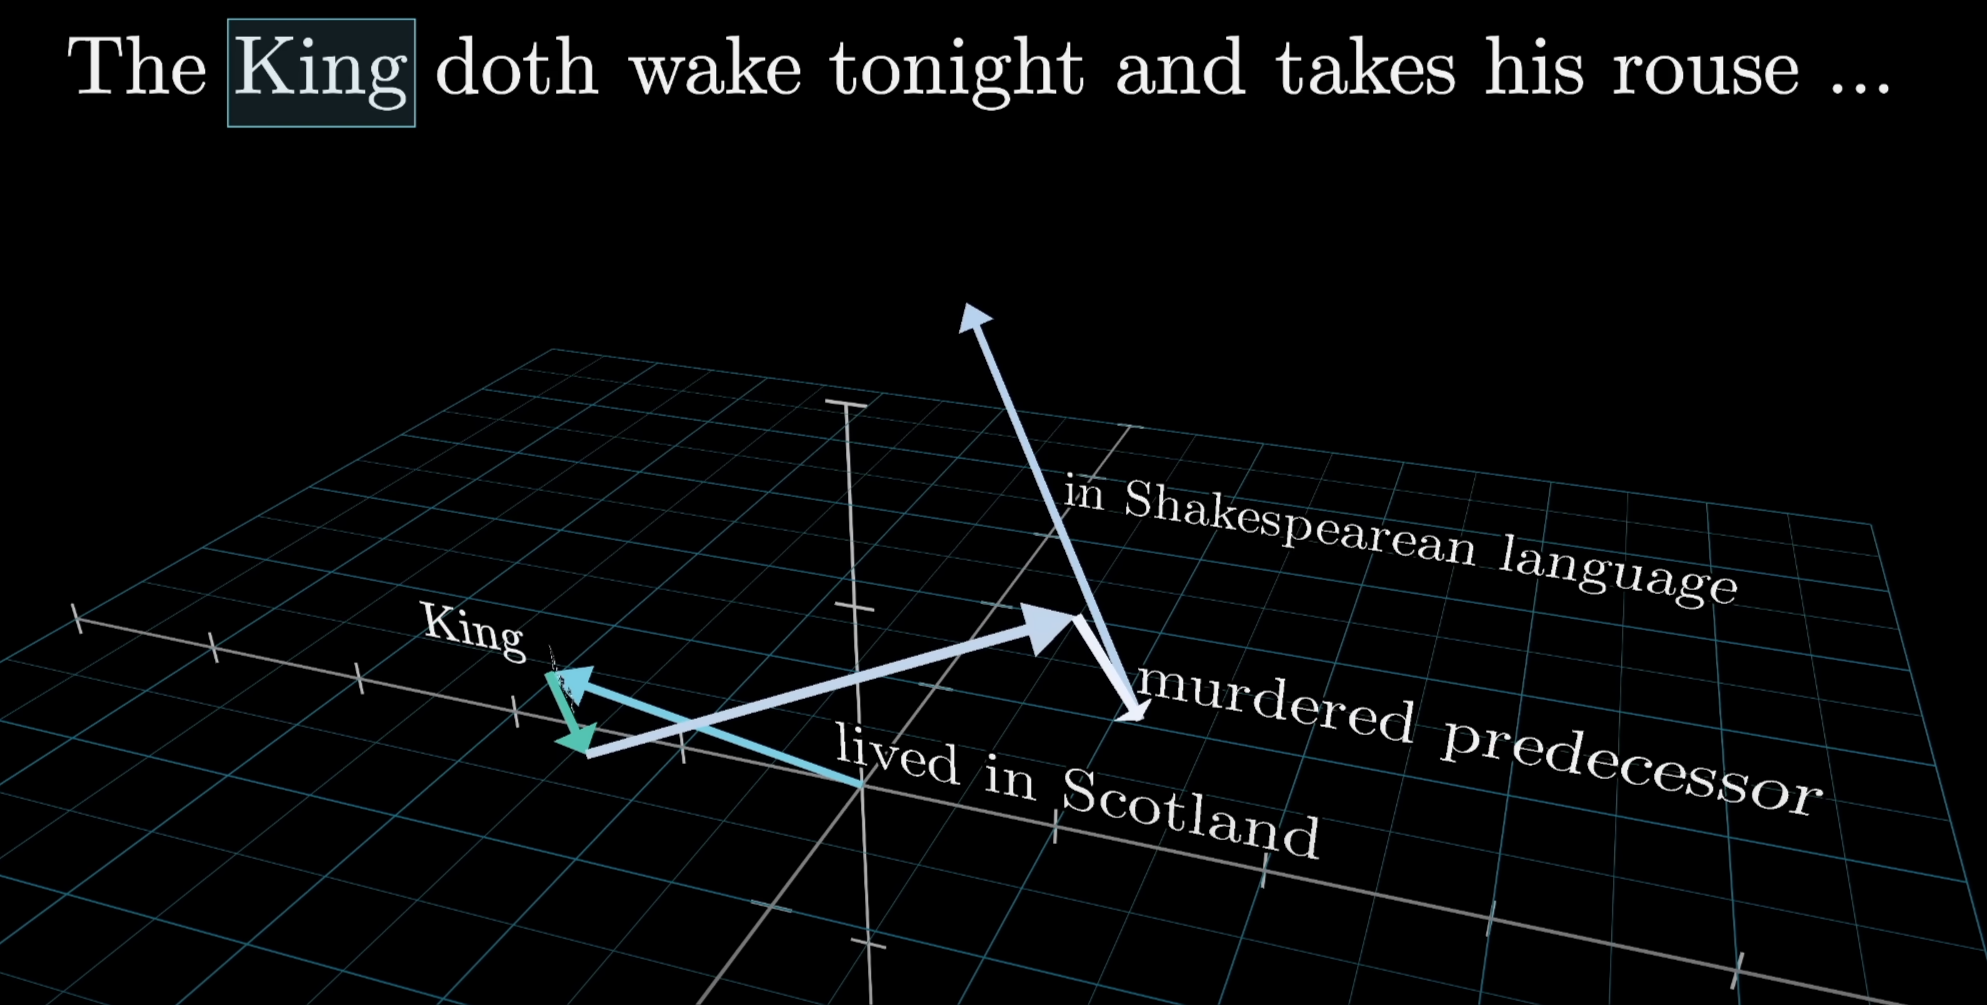 The King doth wake tonight and takes his rouse ...
in Shakespearean language
King
murdered predecessor
lived in Scotland